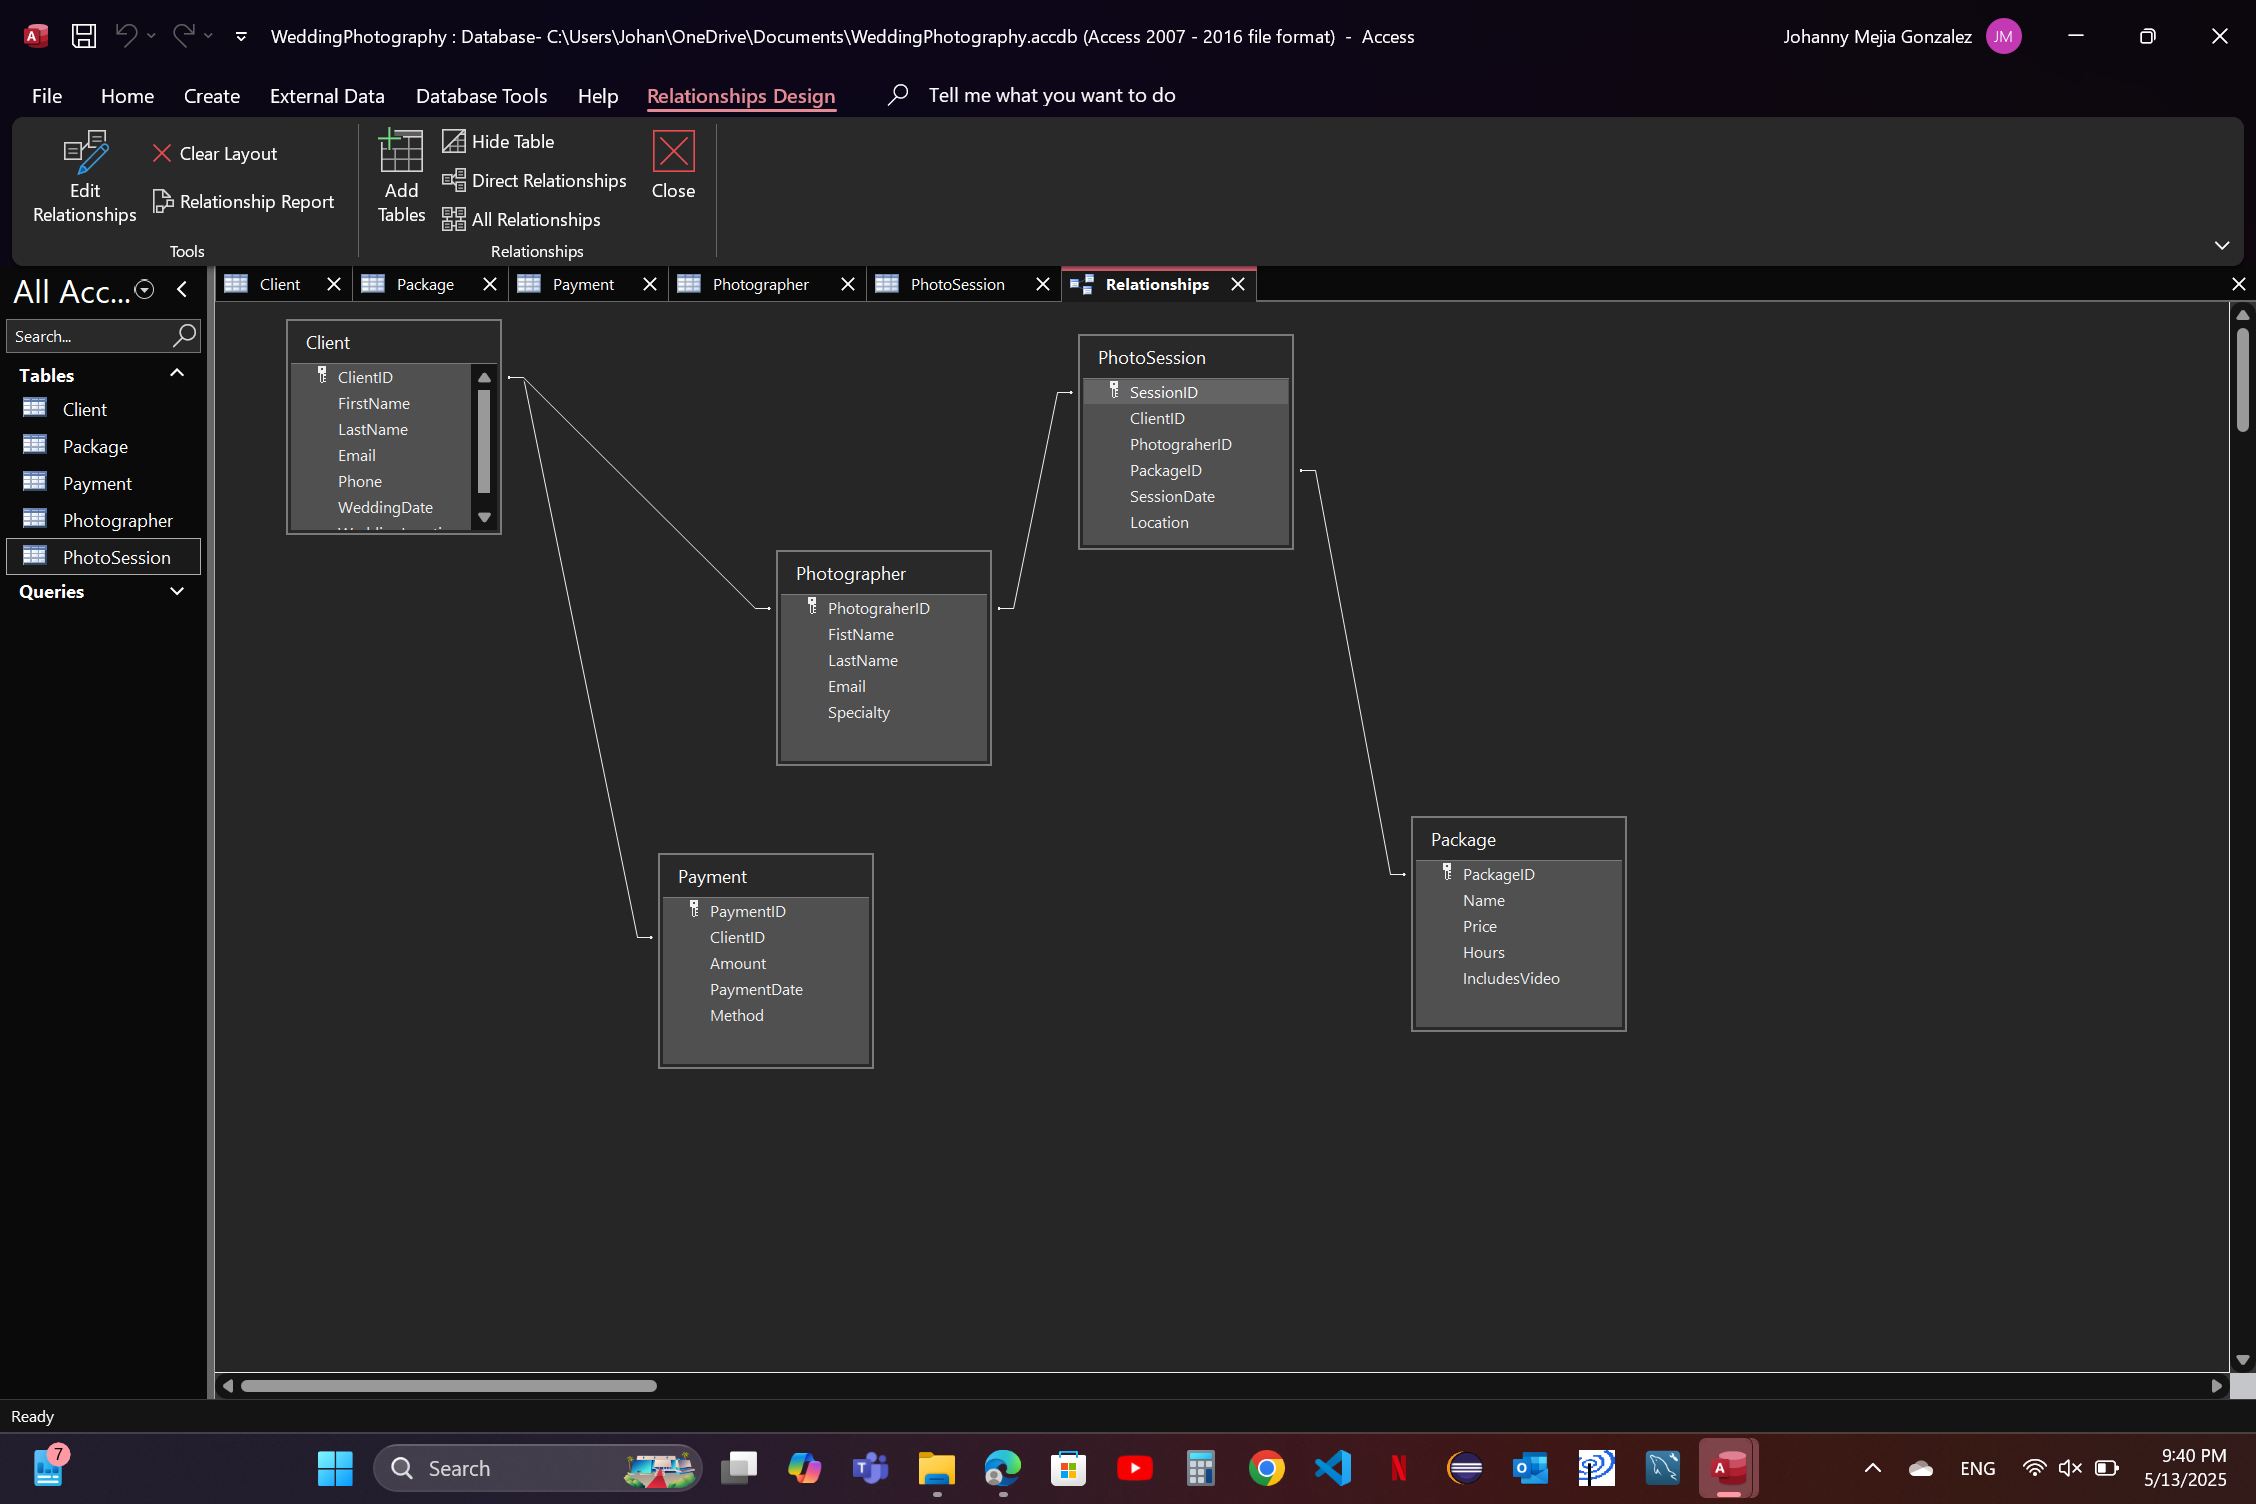 WeddingPhotography : Database- C:\Users\Johan\OneDrive\Documents\WeddingPhotography.accdb (Access 2007 - 2016 file format) - Access
Johanny Mejia Gonzalez
JM
File Home Create External Data Database Tools Help Relationships Design Tell me what you want to do
Edit Relationships
Clear Layout
Relationship Report
Tools
Add Tables
Hide Table
Direct Relationships
All Relationships
Close
Relationships
All Acc...
Client
Package
Payment
Photographer
PhotoSession
Relationships
Search...
Tables
Client
Package
Payment
Photographer
PhotoSession
Queries
Client
ClientID
FirstName
LastName
Email
Phone
WeddingDate
PhotoSession
SessionID
ClientID
PhotograherID
PackageID
SessionDate
Location
Photographer
PhotograherID
FistName
LastName
Email
Specialty
Payment
PaymentID
ClientID
Amount
PaymentDate
Method
Package
PackageID
Name
Price
Hours
IncludesVideo
Ready
7
Search
ENG
9:40 PM
5/13/2025